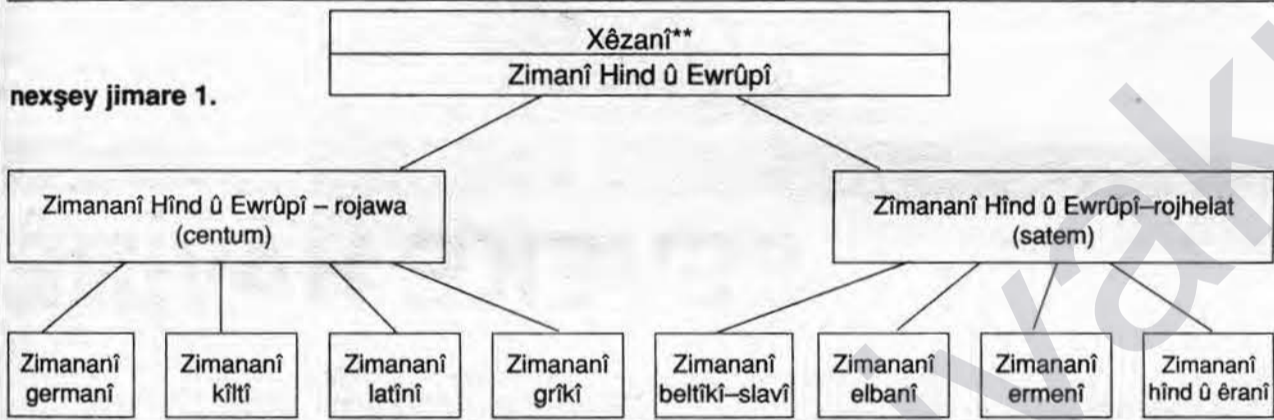 Xêzanî**
Zimanî Hind û Ewrûpî
nexşey jimare 1.
Zimananî Hînd û Ewrûpî – rojawa
(centum)
Zîmananî Hînd û Ewrûpî–rojhelat
(satem)
Zimananî
germanî
Zimananî
kîltî
Zimananî
latînî
Zimananî
grîkî
Zimananî
beltîkî–slavî
Zimananî
elbanî
Zimananî
ermenî
Zimananî
hînd û êranî